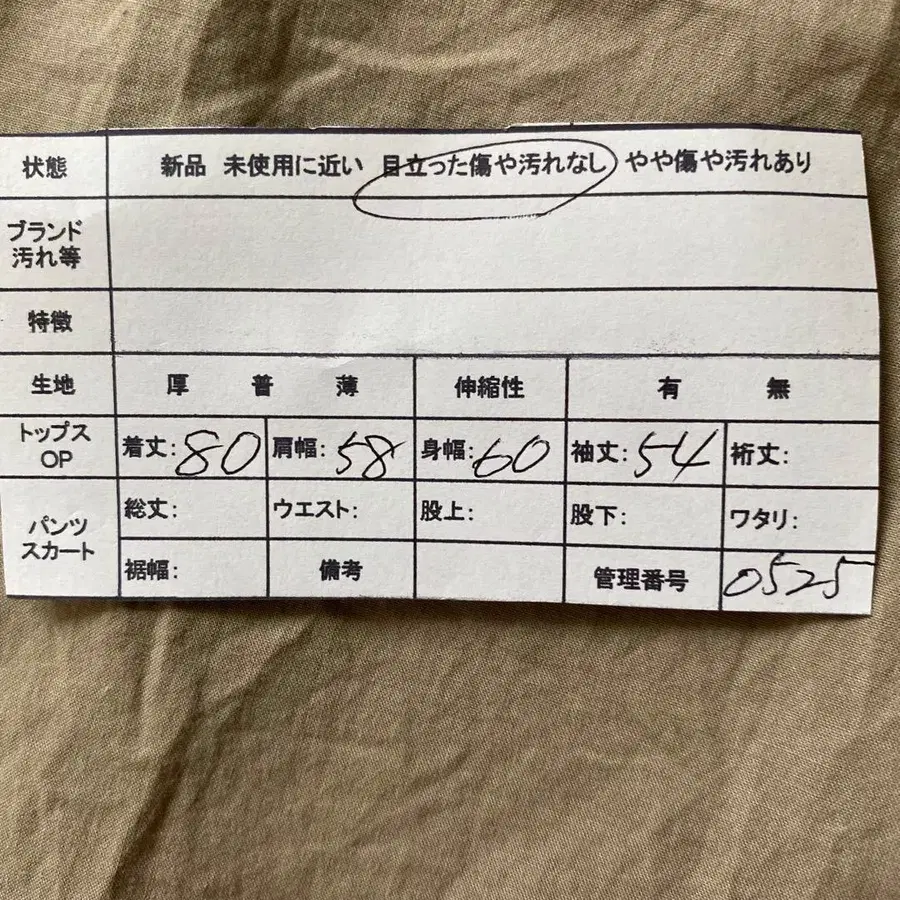 状態 新品 未使用に近い 目立った傷や汚れなし やや傷や汚れあり
ブランド
汚れ等
特徴
生地 厚 普 薄 伸縮性 有 無
トップス
OP
着丈:80 肩幅:58 身幅:60 袖丈:54 裄丈:
パンツ
スカート
総丈: ウエスト: 股上: 股下: ワタリ:
裾幅: 備考 管理番号 0525